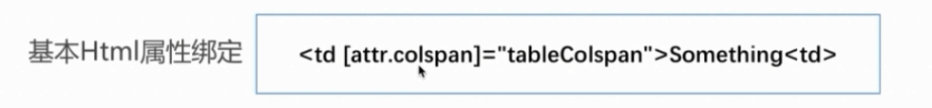 基本Html属性绑定
<td [attr.colspan]="tableColspan">Something<td>